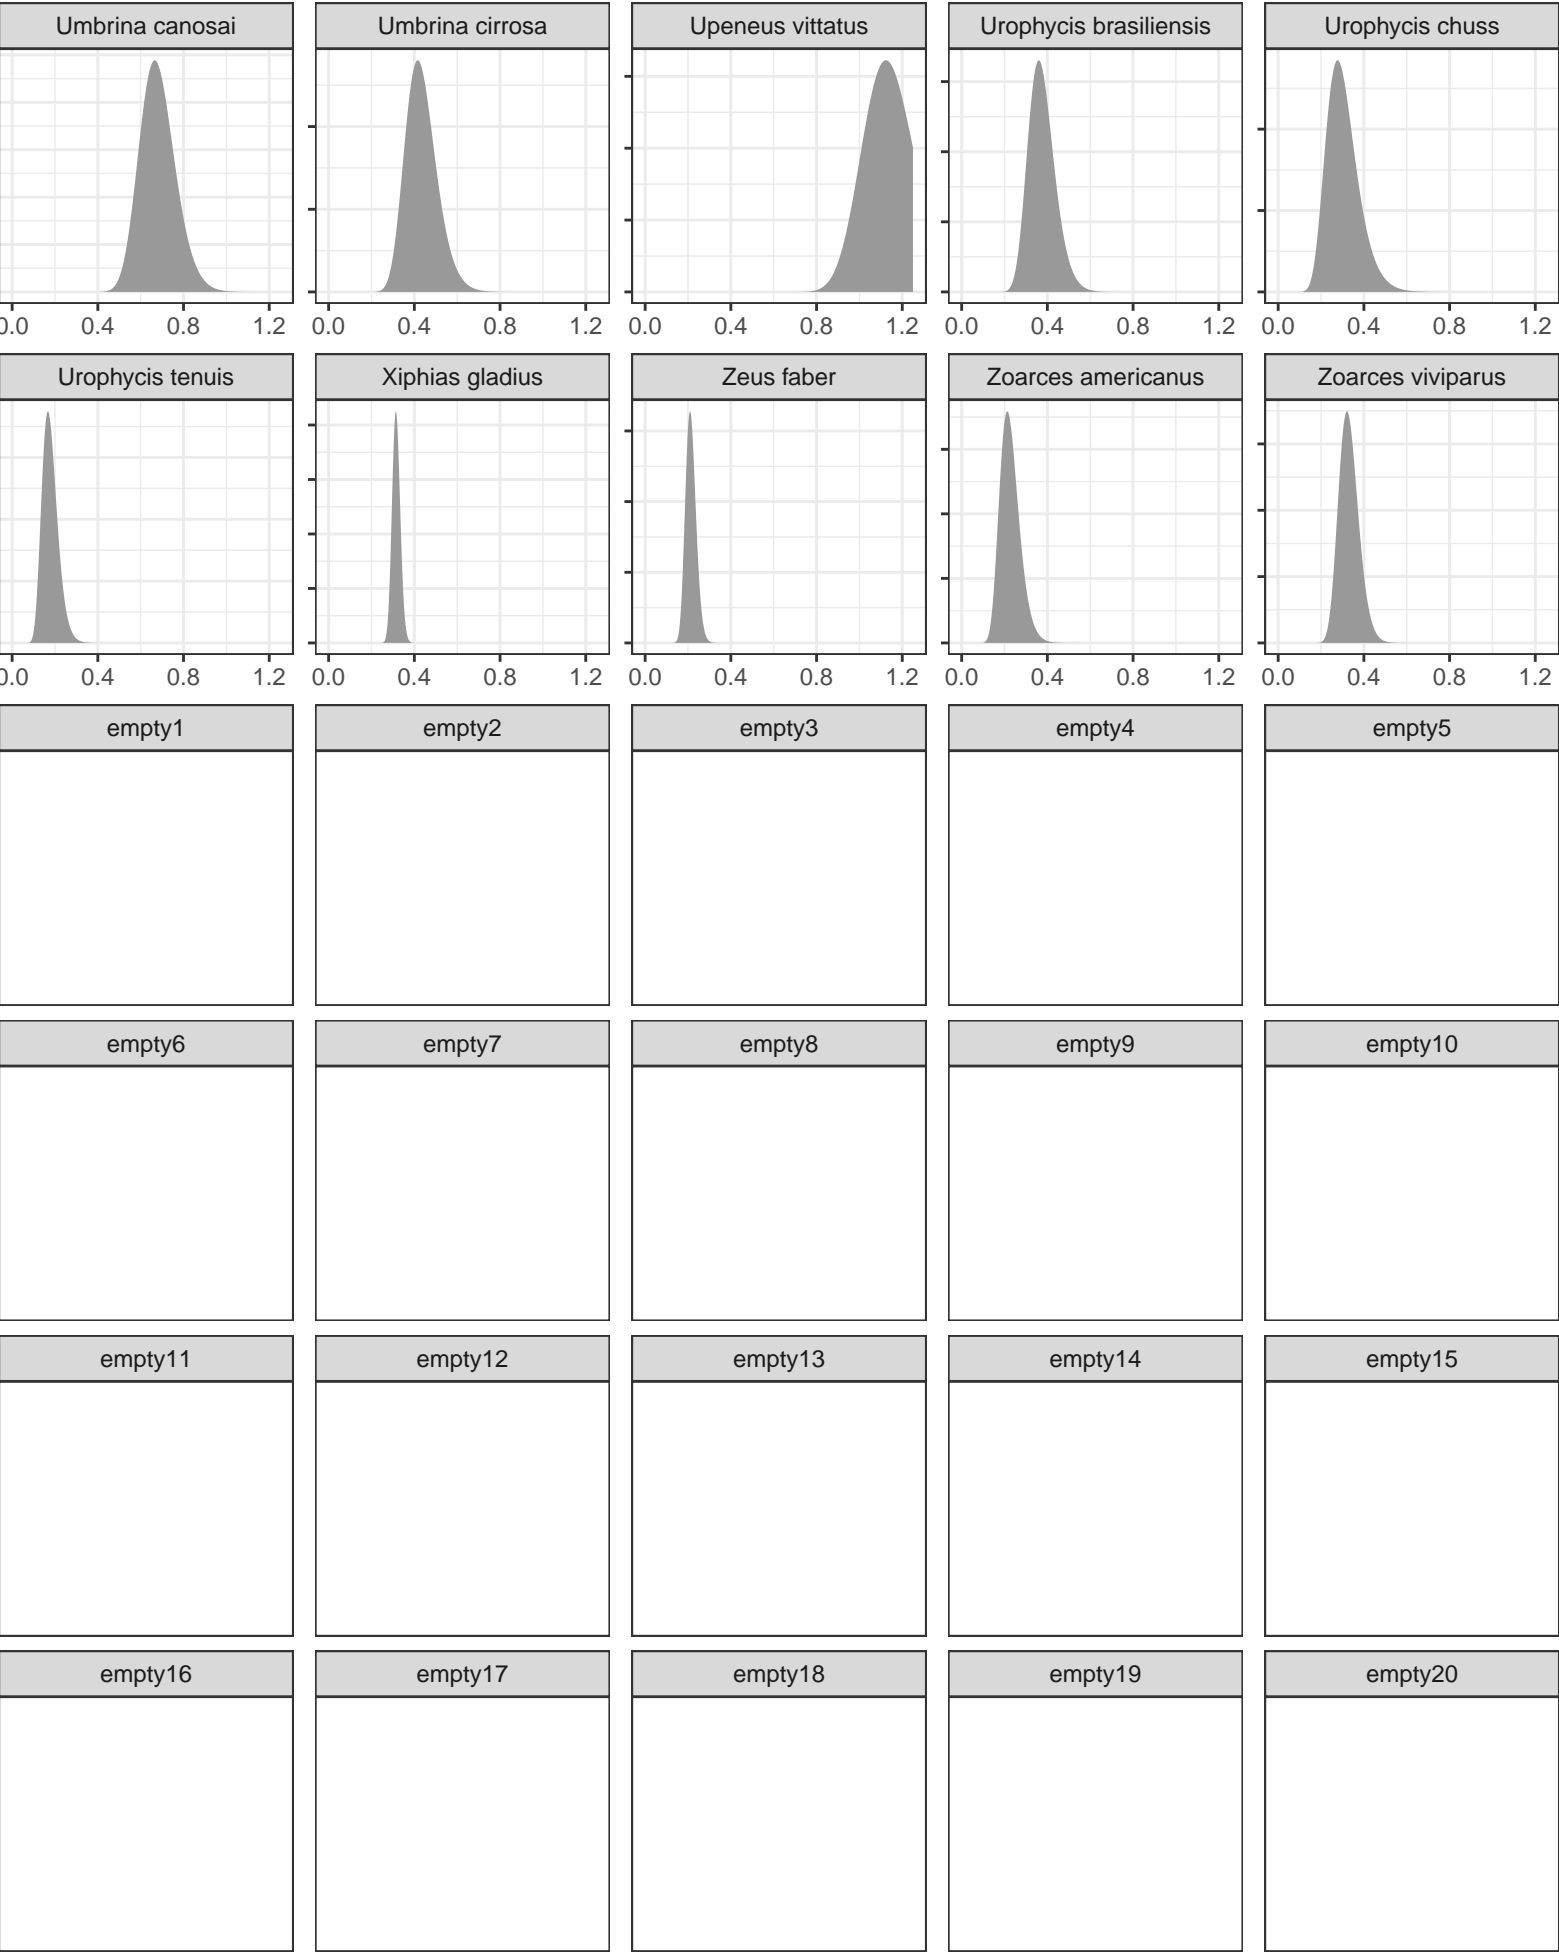 Umbrina canosai Umbrina cirrosa Upeneus vittatus Urophycis brasiliensis Urophycis chuss
0.0 0.4 0.8 1.2 0.0 0.4 0.8 1.2 0.0 0.4 0.8 1.2 0.0 0.4 0.8 1.2 0.0 0.4 0.8 1.2
Urophycis tenuis Xiphias gladius Zeus faber Zoarces americanus Zoarces viviparus
0.0 0.4 0.8 1.2 0.0 0.4 0.8 1.2 0.0 0.4 0.8 1.2 0.0 0.4 0.8 1.2 0.0 0.4 0.8 1.2
empty1 empty2 empty3 empty4 empty5
empty6 empty7 empty8 empty9 empty10
empty11 empty12 empty13 empty14 empty15
empty16 empty17 empty18 empty19 empty20